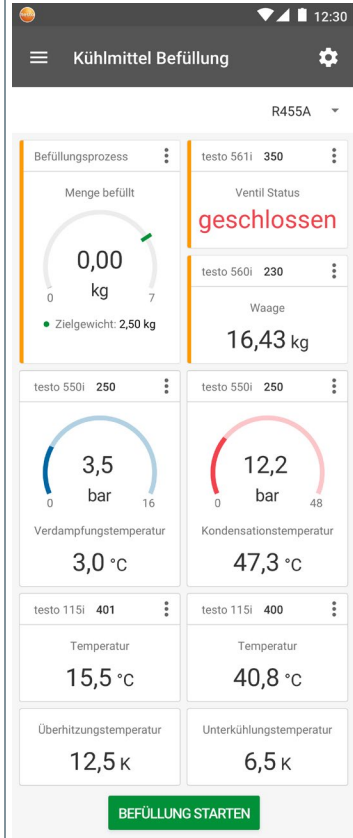 testo
12:30
Kühlmittel Befüllung
R455A
Befüllungsprozess
Menge befüllt
0,00
kg
0
7
Zielgewicht: 2,50 kg
testo 561i 350
Ventil Status
geschlossen
testo 560i 230
Waage
16,43 kg
testo 550i 250
3,5
bar
0
16
Verdampfungstemperatur
3,0 °C
testo 550i 250
12,2
bar
0
48
Kondensationstemperatur
47,3 °C
testo 115i 401
Temperatur
15,5 °C
testo 115i 400
Temperatur
40,8 °C
Überhitzungstemperatur
12,5 K
Unterkühlungstemperatur
6,5 K
BEFÜLLUNG STARTEN